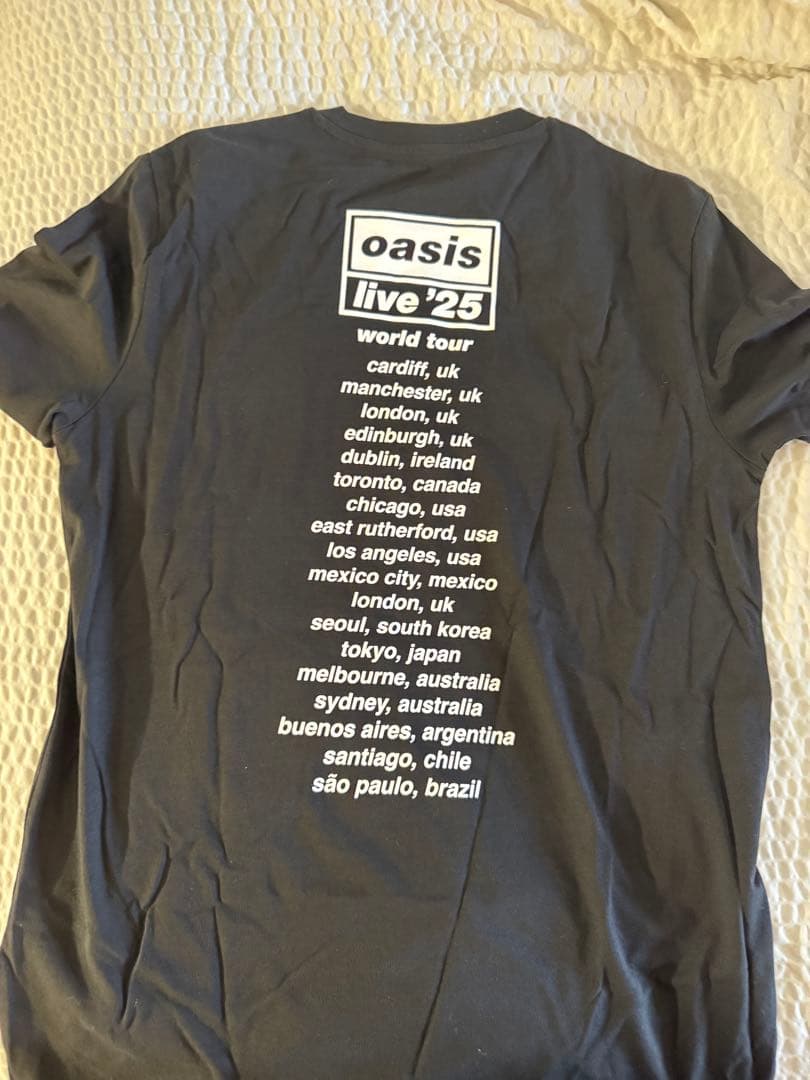 oasis
live '25
world tour
cardiff, uk
manchester, uk
london, uk
edinburgh, uk
dublin, ireland
toronto, canada
chicago, usa
east rutherford, usa
los angeles, usa
mexico city, mexico
london, uk
seoul, south korea
tokyo, japan
melbourne, australia
sydney, australia
buenos aires, argentina
santiago, chile
são paulo, brazil